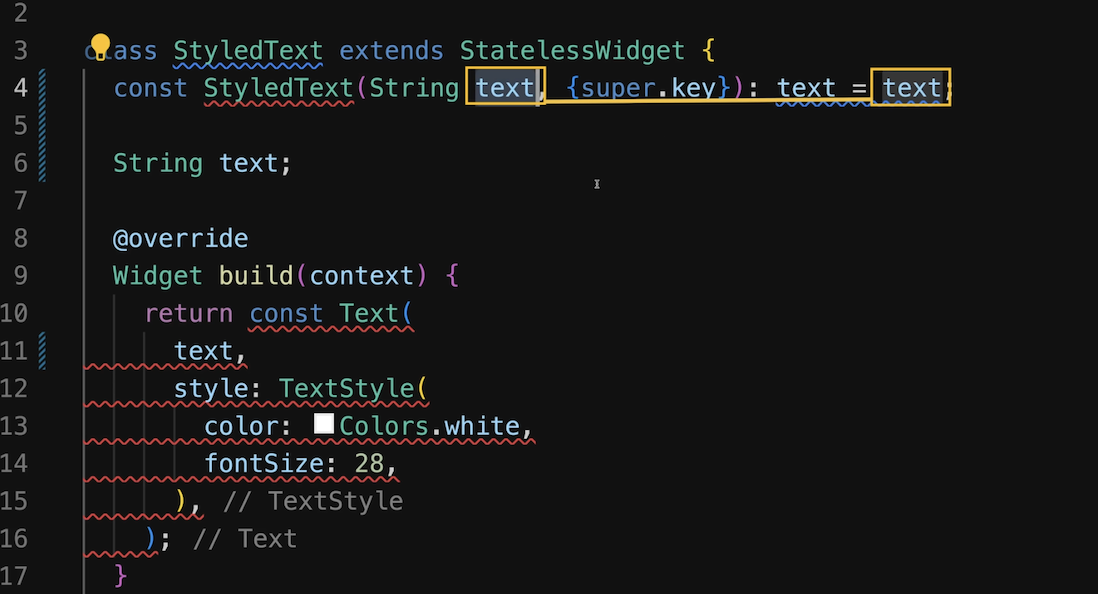 2
3 class StyledText extends StatelessWidget {
4 const StyledText(String text, {super.key}): text = text;
5
6 String text;
7
8 @override
9 Widget build(context) {
10 return const Text(
11 text,
12 style: TextStyle(
13 color: Colors.white,
14 fontSize: 28,
15 ), // TextStyle
16 ); // Text
17 }